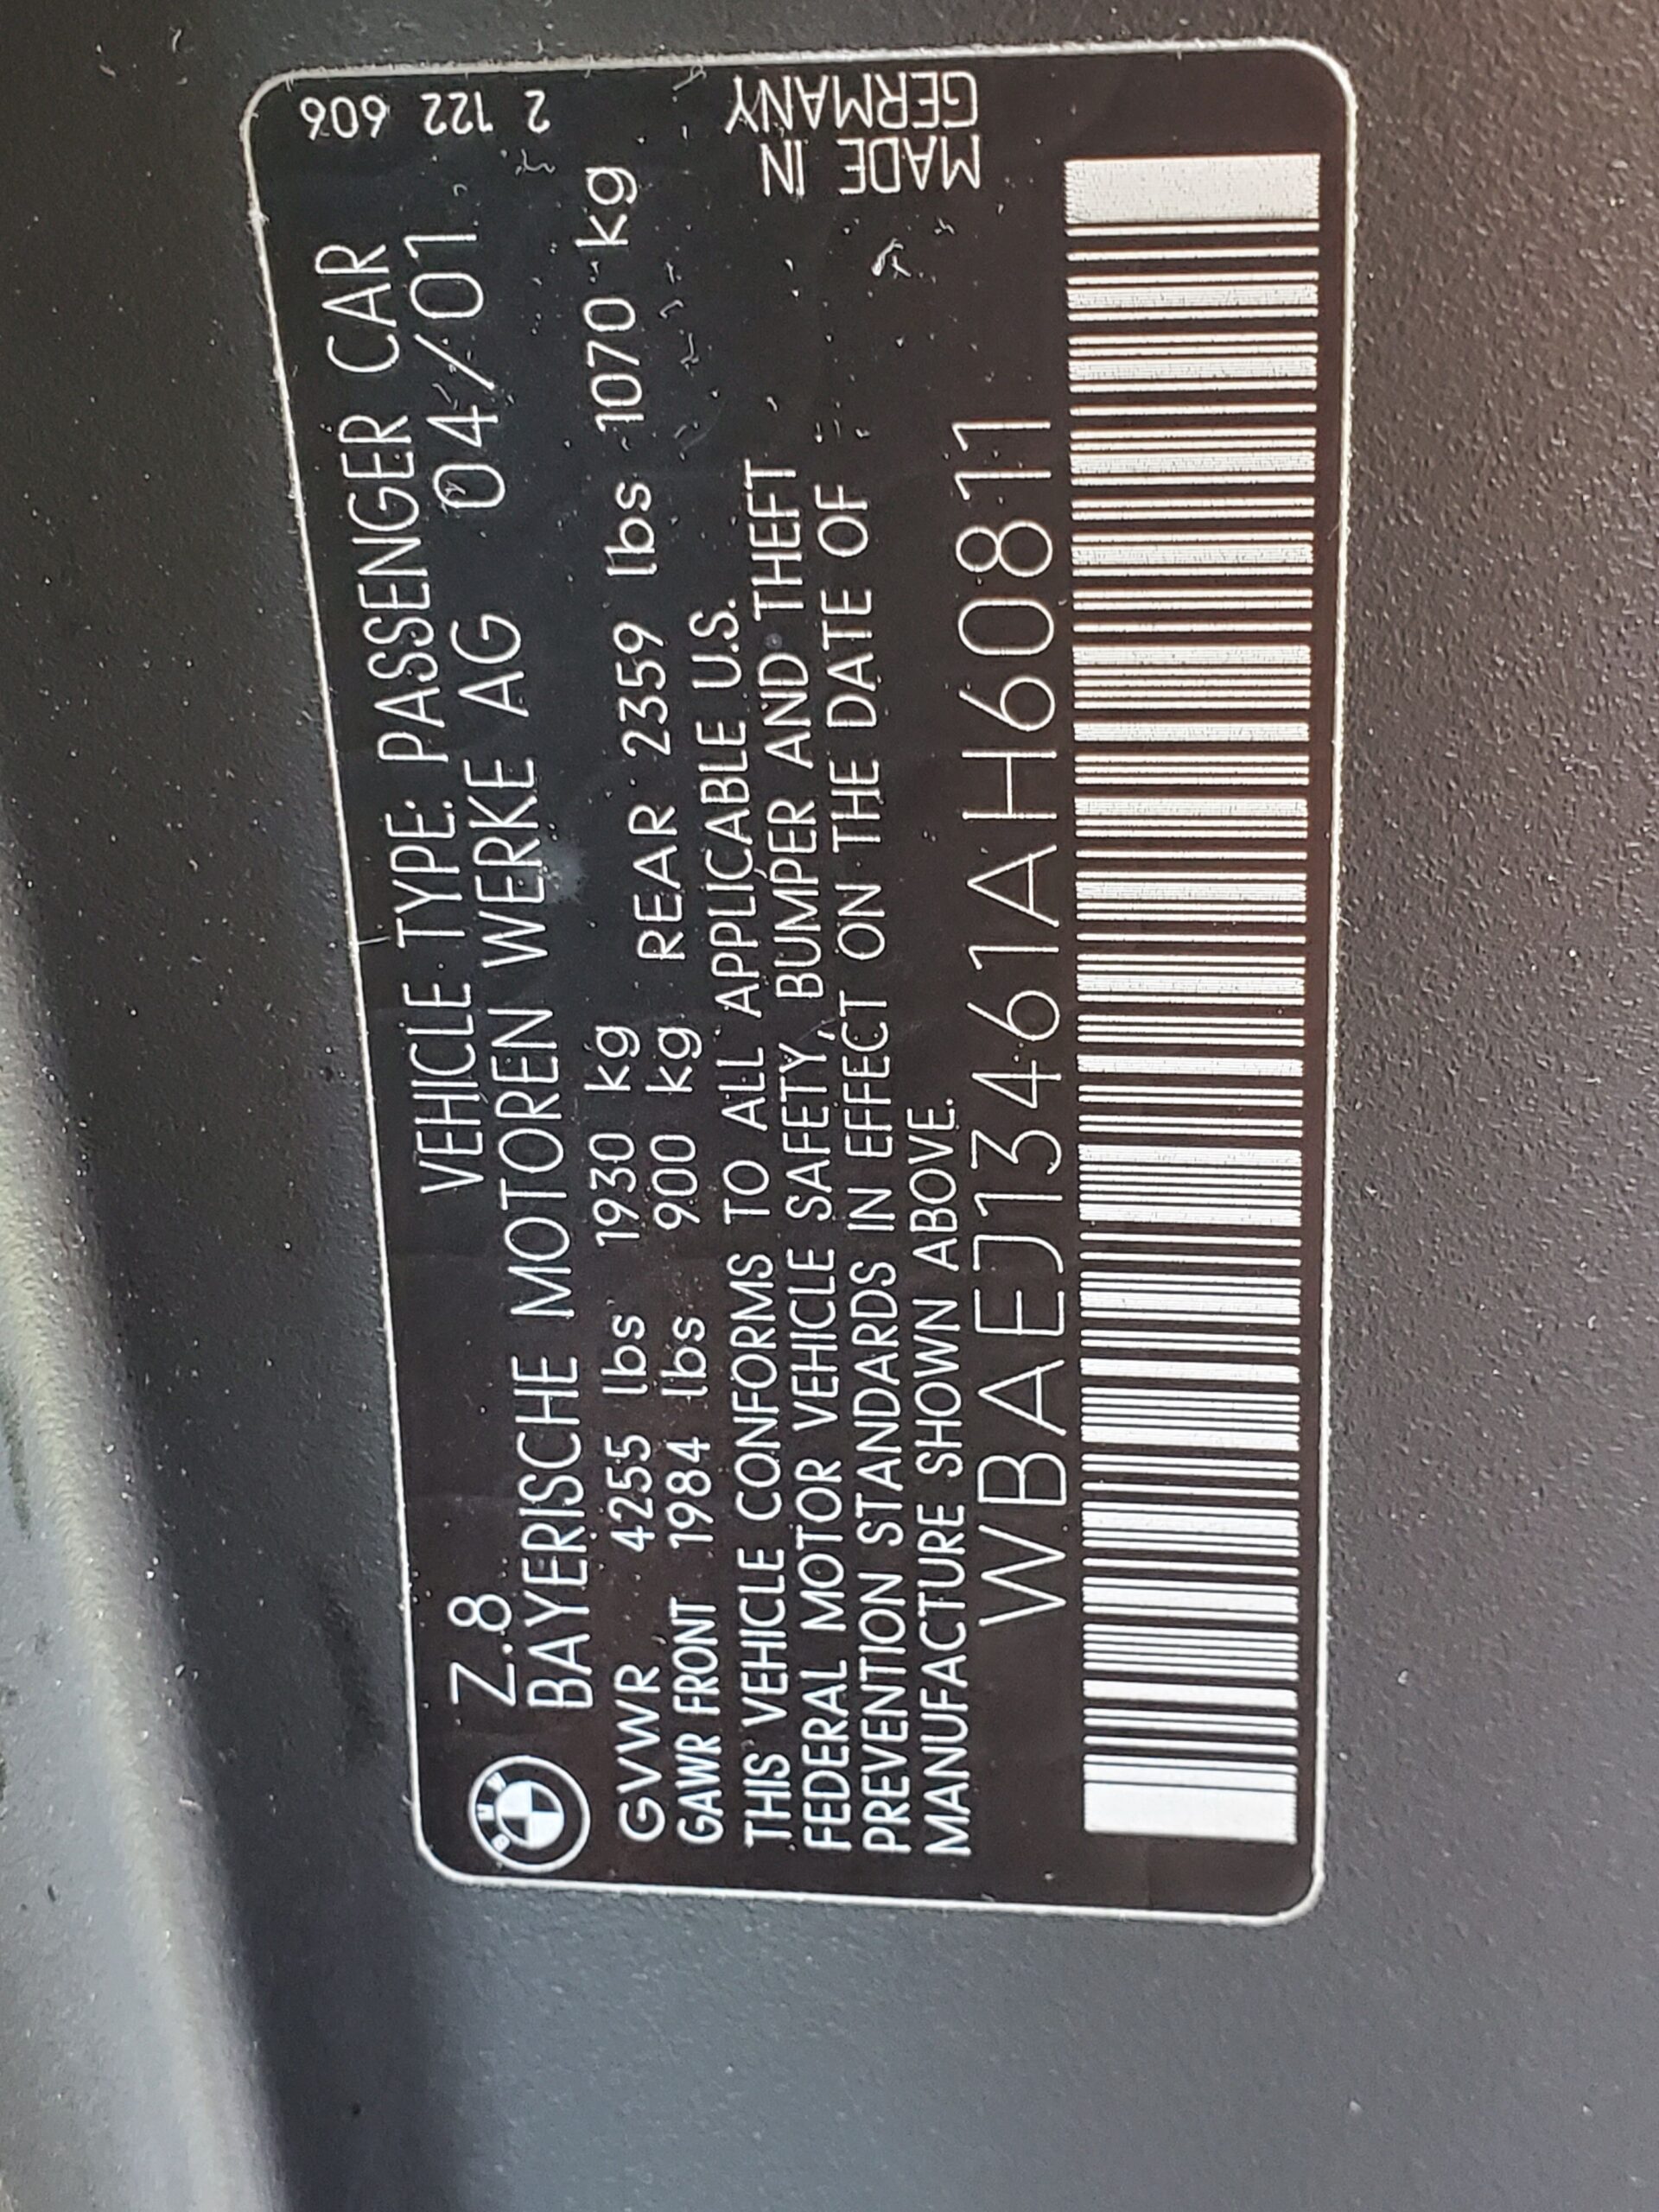 Z.8 VEHICLE TYPE: PASSENGER CAR
BAYERISCHE MOTOREN WERKE AG 04/01
GVWR 4255 lbs 1930 kg
GAWR FRONT 1984 lbs 900 kg REAR 2359 lbs 1070 kg
THIS VEHICLE CONFORMS TO ALL APPLICABLE U.S.
FEDERAL MOTOR VEHICLE SAFETY, BUMPER AND THEFT
PREVENTION STANDARDS IN EFFECT ON THE DATE OF
MANUFACTURE SHOWN ABOVE.
WBAEJ13461AH60811
2 122 606
MADE IN
GERMANY
BMW